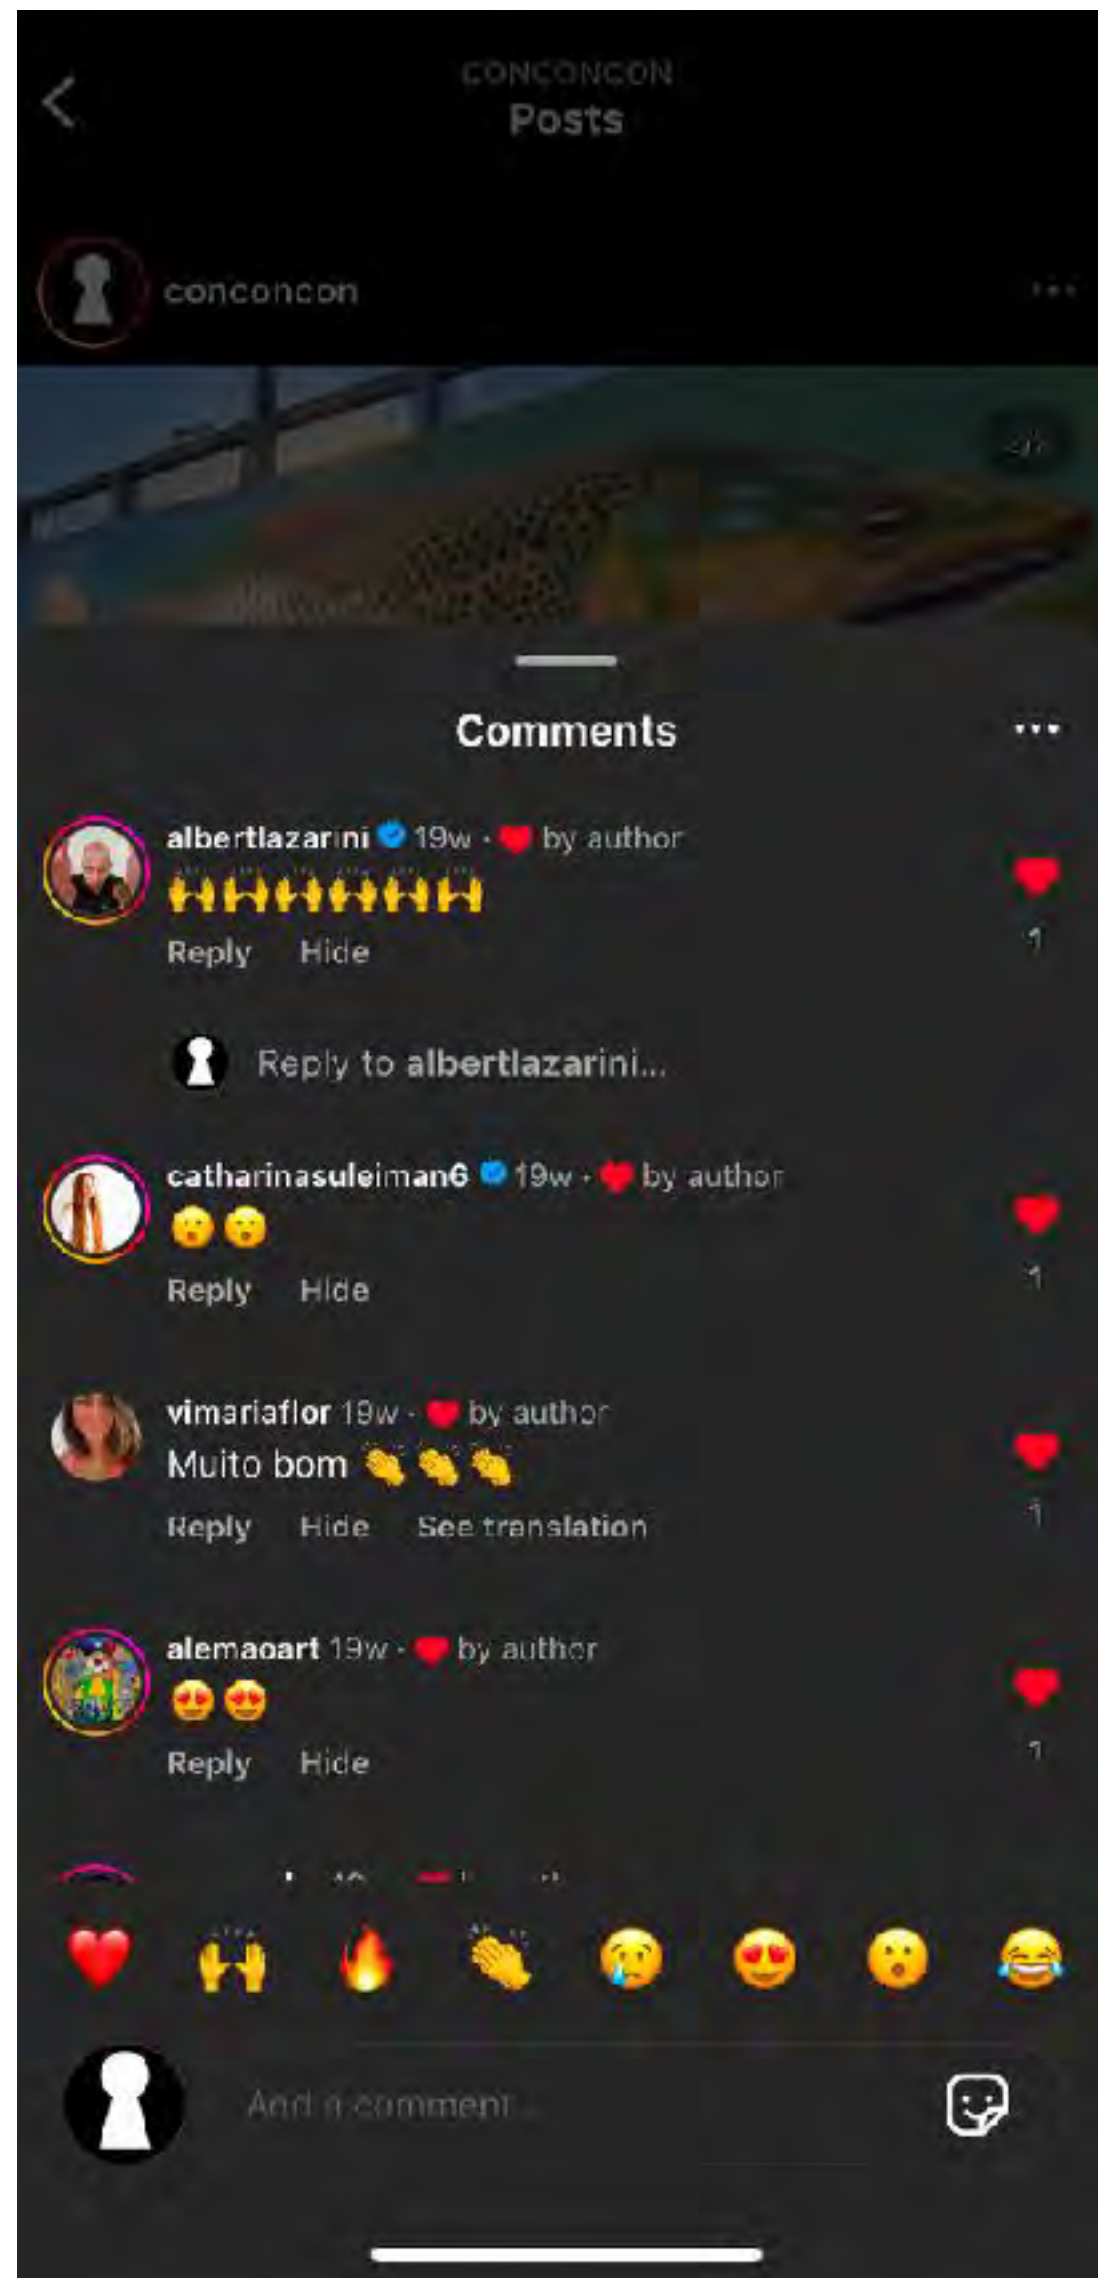 CONCONCON
Posts
conconcon
Comments
albertlazarini 19w · ❤️ by author
🙌🙌🙌🙌🙌🙌
Reply Hide
Reply to albertlazarini...
catharinasuleiman6 19w · ❤️ by author
😮😮
Reply Hide
vimariaflor 19w · ❤️ by author
Muito bom 👏👏👏
Reply Hide See translation
alemaoart 19w · ❤️ by author
😍😍
Reply Hide
1
1
1
1
Add a comment...